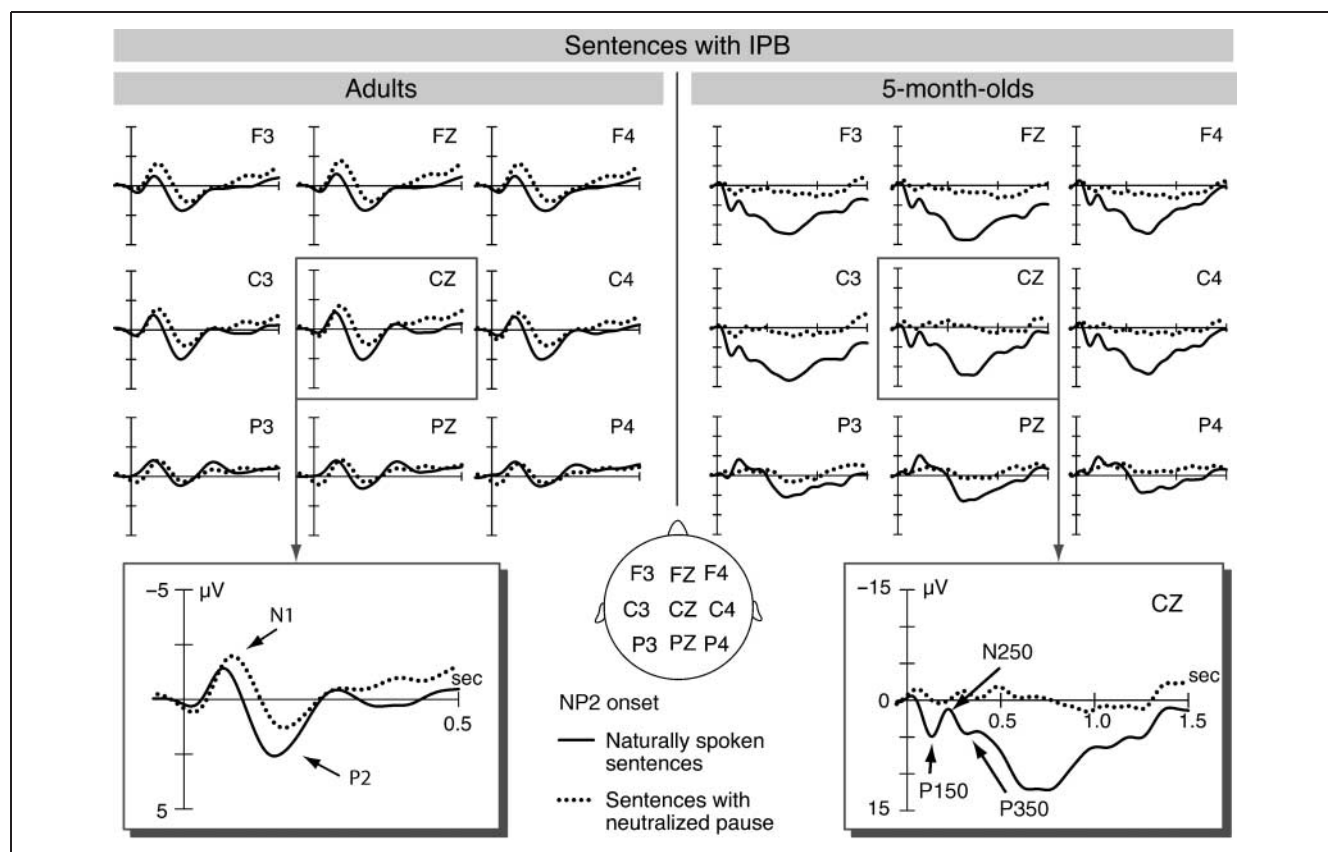 Sentences with IPB
Adults
5-month-olds
F3 FZ F4
F3 FZ F4
C3 CZ C4
C3 CZ C4
P3 PZ P4
P3 PZ P4
-5 µV
N1
sec
0.5
P2
5
F3 FZ F4
C3 CZ C4
P3 PZ P4
NP2 onset
Naturally spoken
sentences
Sentences with
neutralized pause
-15 µV
CZ
N250
sec
0
0.5 1.0 1.5
P150
P350
15